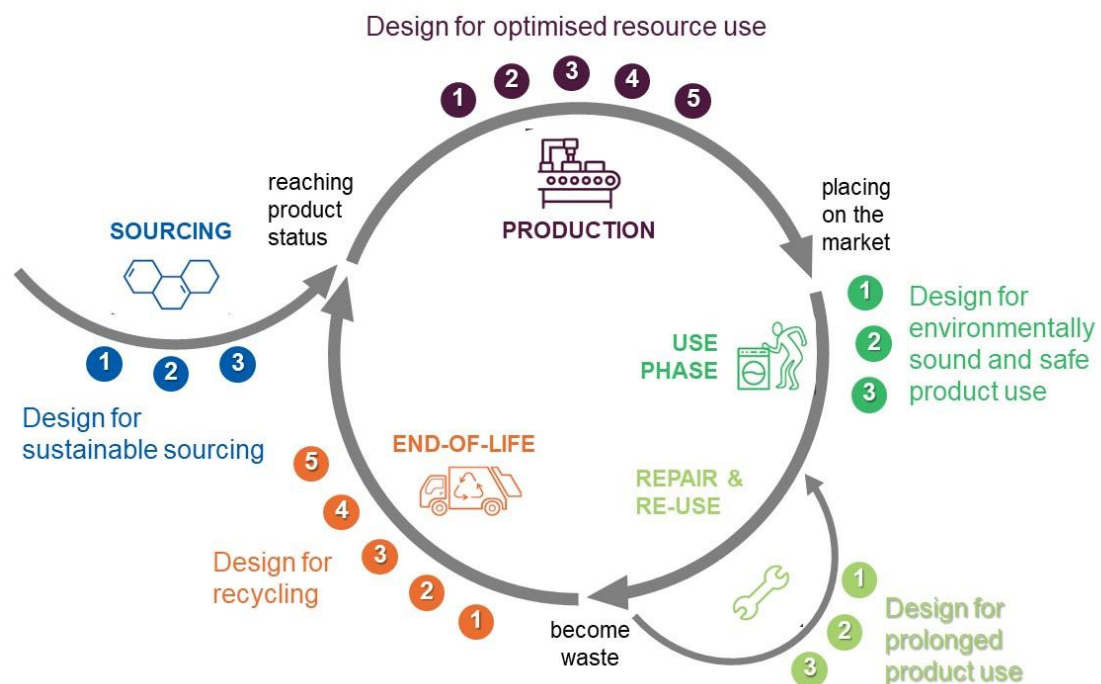 Design for optimised resource use
1 2 3 4 5
reaching
product
status
PRODUCTION
placing
on the
market
SOURCING
1 2 3
Design for
sustainable sourcing
USE
PHASE
1
2
3
Design for
environmentally
sound and safe
product use
REPAIR &
RE-USE
1
2
3
Design for
prolonged
product use
become
waste
END-OF-LIFE
5
4
3
2
1
Design for
recycling